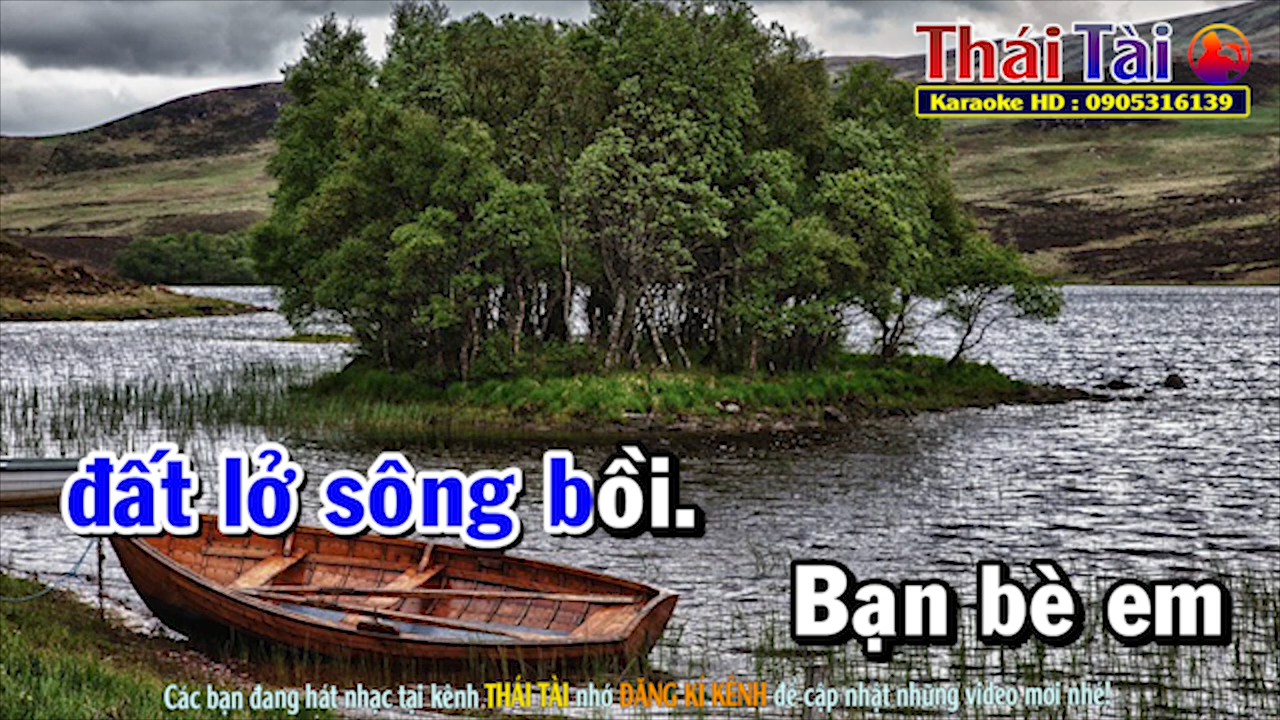 Thái Tài
Karaoke HD : 0905316139
đất lở sông bồi.
Bạn bè em
Các bạn đang hát nhạc tại kênh THÁI TÀI nhớ ĐĂNG KÍ KÊNH để cập nhật những video mới nhé!